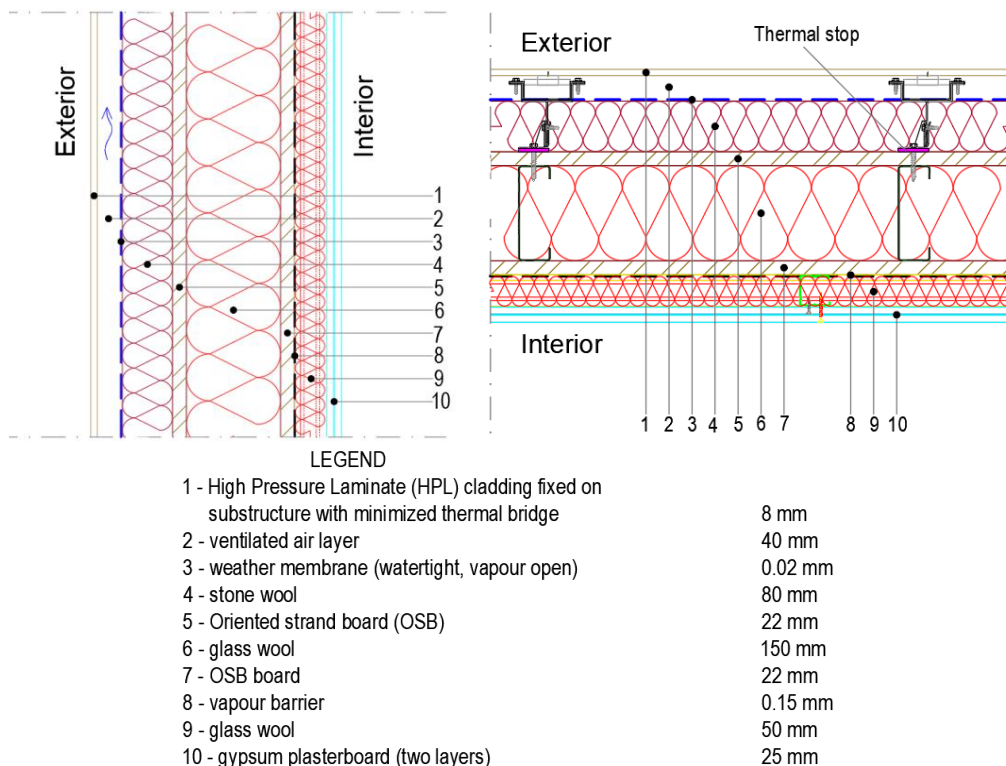 Exterior
Interior
1
2
3
4
5
6
7
8
9
10
Exterior
Thermal stop
Interior
1 2 3 4 5 6 7 8 9 10
LEGEND
1 - High Pressure Laminate (HPL) cladding fixed on
substructure with minimized thermal bridge 8 mm
2 - ventilated air layer 40 mm
3 - weather membrane (watertight, vapour open) 0.02 mm
4 - stone wool 80 mm
5 - Oriented strand board (OSB) 22 mm
6 - glass wool 150 mm
7 - OSB board 22 mm
8 - vapour barrier 0.15 mm
9 - glass wool 50 mm
10 - gypsum plasterboard (two layers) 25 mm